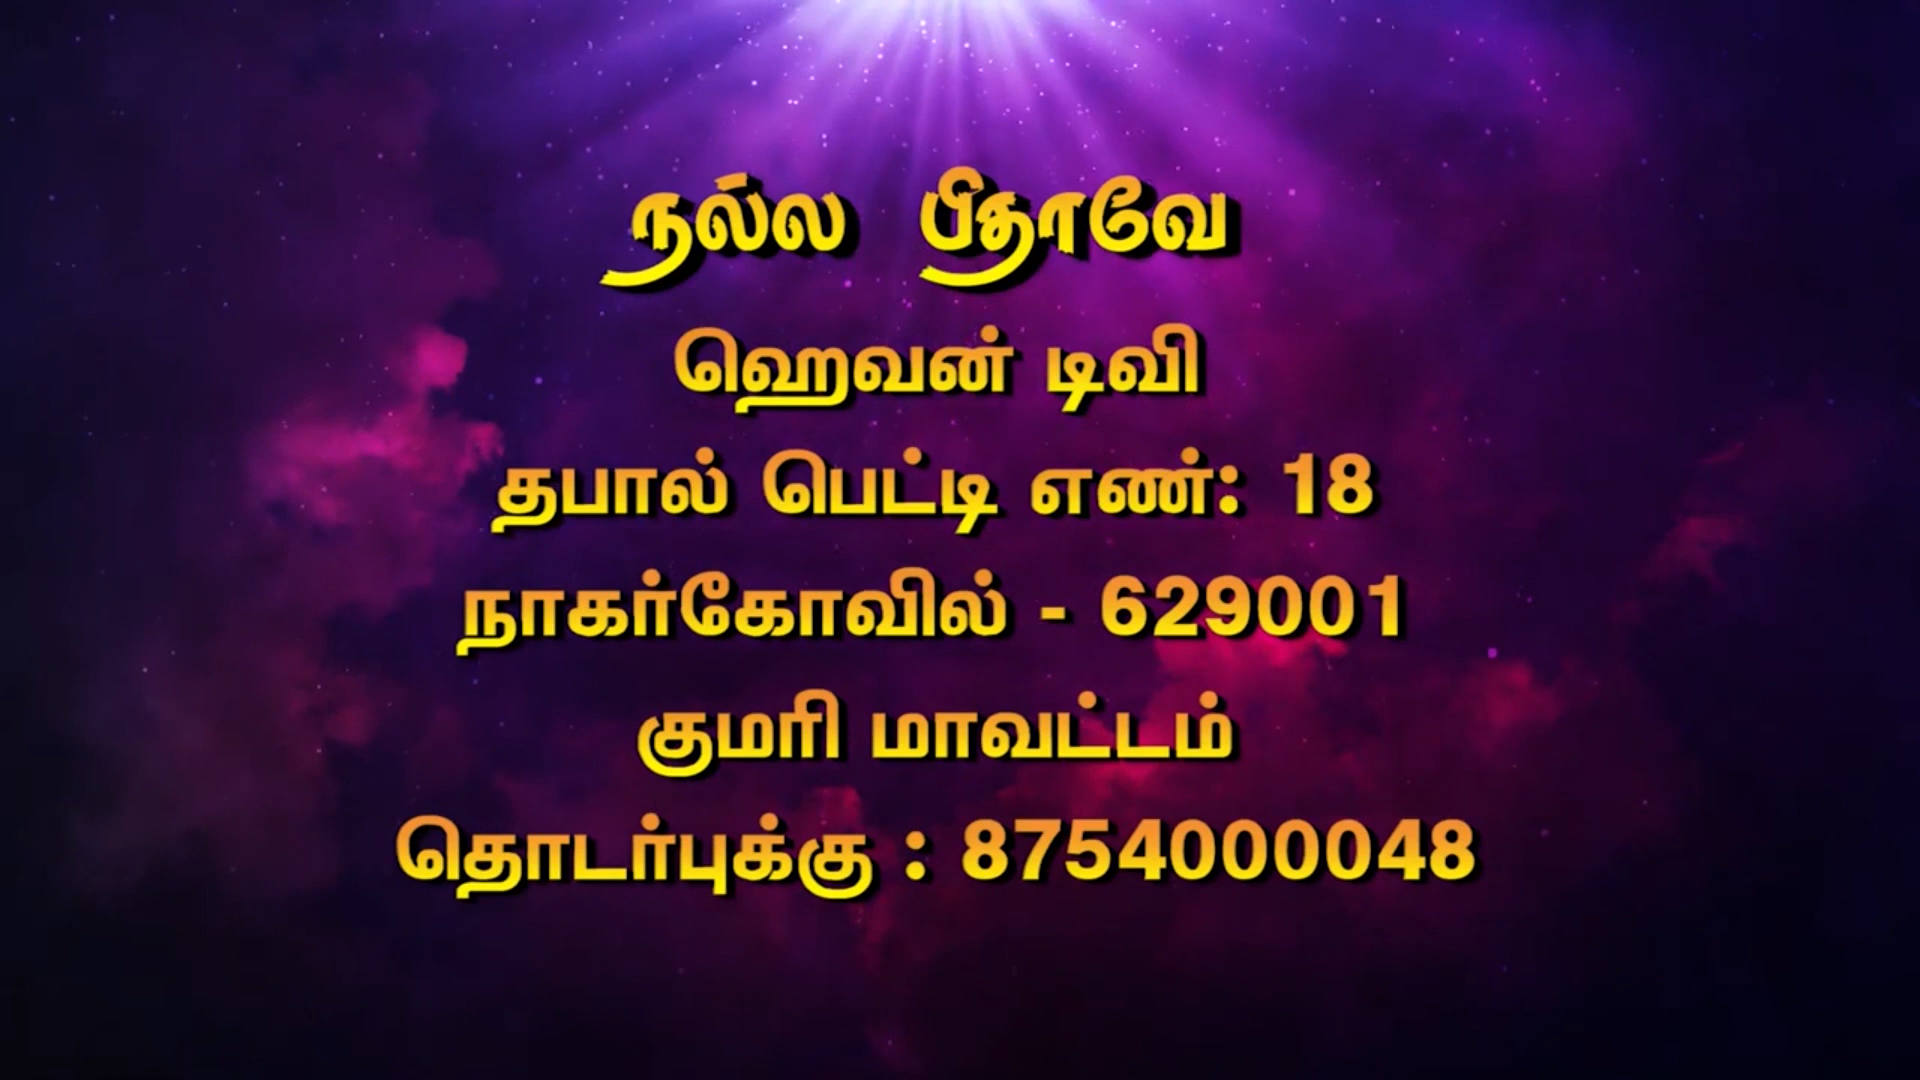 நல்ல பிதாவே
ஹெவன் டிவி
தபால் பெட்டி எண்: 18
நாகர்கோவில் - 629001
குமரி மாவட்டம்
தொடர்புக்கு : 8754000048